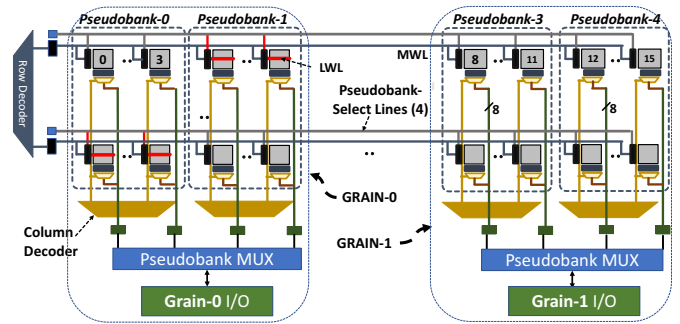 Pseudobank-0
Pseudobank-1
Pseudobank-3
Pseudobank-4
Row Decoder
0
3
LWL
MWL
8
11
12
15
Pseudobank-
Select Lines (4)
8
8
GRAIN-0
GRAIN-1
Column
Decoder
Pseudobank MUX
Pseudobank MUX
Grain-0 I/O
Grain-1 I/O